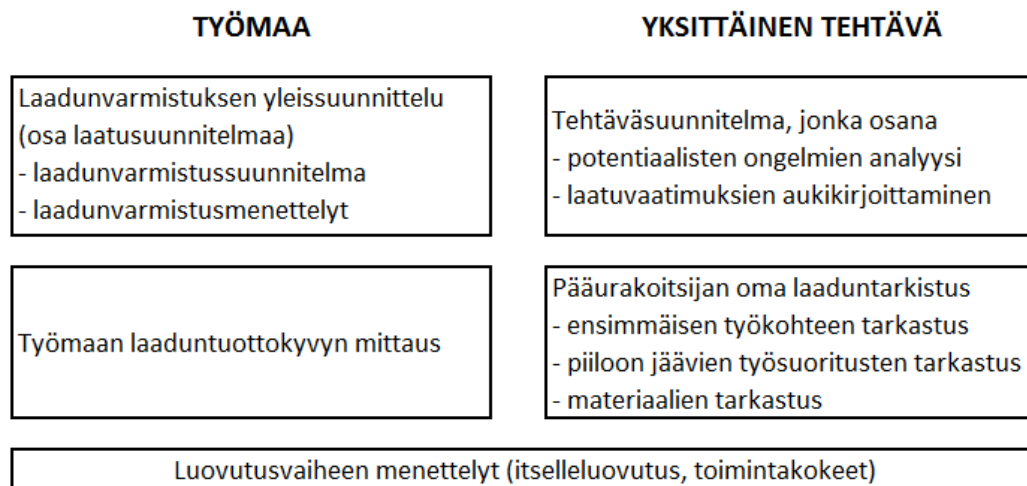 TYÖMAA
YKSITTÄINEN TEHTÄVÄ
Laadunvarmistuksen yleissuunnittelu
(osa laatusuunnitelmaa)
- laadunvarmistussuunnitelma
- laadunvarmistusmenettelyt
Tehtäväsuunnitelma, jonka osana
- potentiaalisten ongelmien analyysi
- laatuvaatimuksien aukikirjoittaminen
Työmaan laaduntuottokyvyn mittaus
Pääurakoitsijan oma laaduntarkistus
- ensimmäisen työkohteen tarkastus
- piiloon jäävien työsuoritusten tarkastus
- materiaalien tarkastus
Luovutusvaiheen menettelyt (itselleluovutus, toimintakokeet)